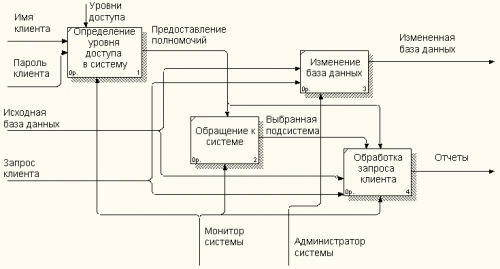 Уровни
доступа
Имя
клиента
Пароль
клиента
Определение
уровня
доступа
в систему
0р.
1
Предоставление
полномочий
Изменение
база данных
0р.
3
Измененная
база данных
Исходная
база данных
Обращение к
системе
0р.
2
Выбранная
подсистема
Запрос
клиента
Обработка
запроса
клиента
0р.
4
Отчеты
Монитор
системы
Администратор
системы